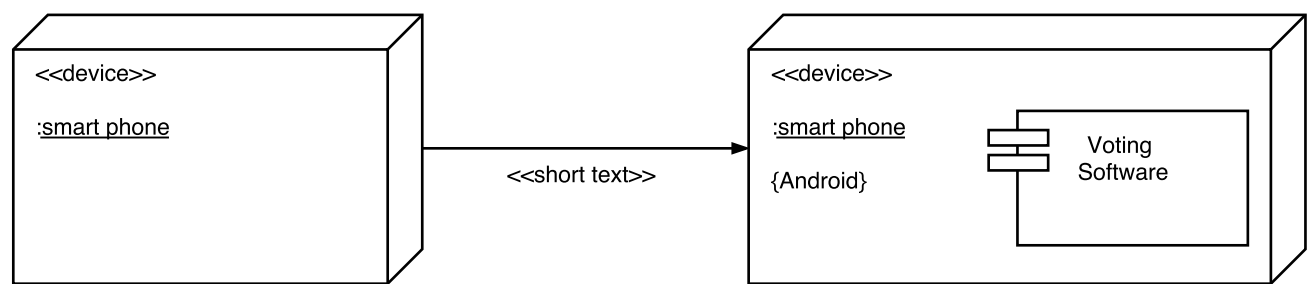 <<device>>
:smart phone
<<short text>>
<<device>>
:smart phone
{Android}
Voting
Software